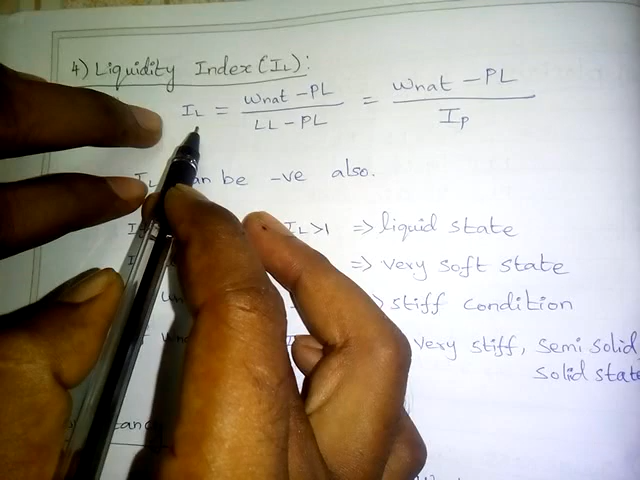 4) Liquidity Index (IL):
IL = Wnat - PL / LL - PL = Wnat - PL / Ip
IL can be -ve also.
IL > 1 => liquid state
=> very soft state
stiff condition
very stiff, semi solid,
solid state